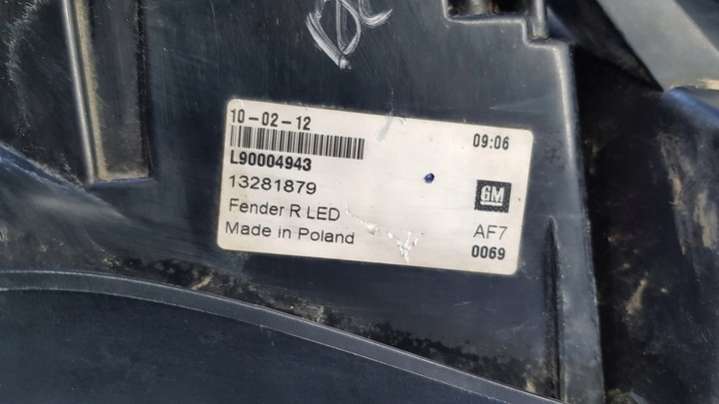 10-02-12 09:06
L90004943
13281879
GM
Fender R LED
AF7
Made in Poland
0069